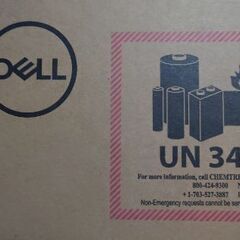 DELL
UN 34
For more information, call CHEMTRE
800-424-9300
+ 1-703-527-3887
Non-Emergency requests cannot be se